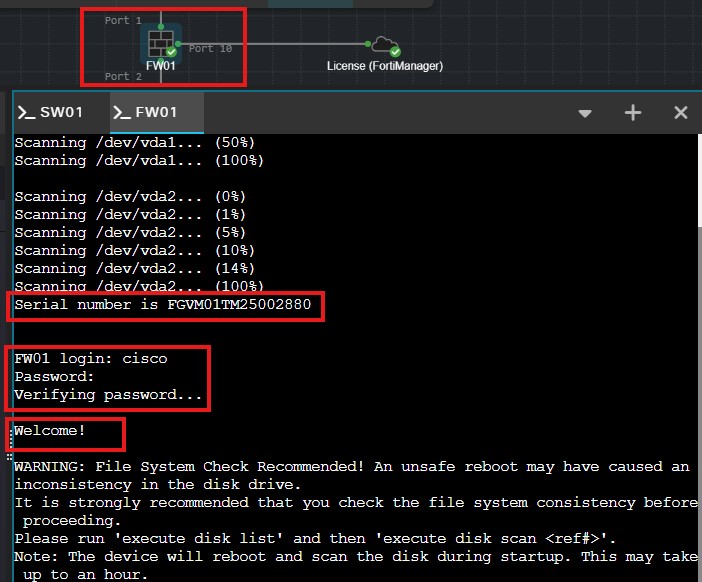 Port 1
Port 10
FW01
License (FortiManager)
Port 2
>_ SW01
>_ FW01
Scanning /dev/vda1... (50%)
Scanning /dev/vda1... (100%)
Scanning /dev/vda2... (0%)
Scanning /dev/vda2... (1%)
Scanning /dev/vda2... (5%)
Scanning /dev/vda2... (10%)
Scanning /dev/vda2... (14%)
Scanning /dev/vda2... (100%)
Serial number is FGVM01TM25002880
FW01 login: cisco
Password:
Verifying password...
Welcome!
WARNING: File System Check Recommended! An unsafe reboot may have caused an
inconsistency in the disk drive.
It is strongly recommended that you check the file system consistency before
proceeding.
Please run 'execute disk list' and then 'execute disk scan <ref#>'.
Note: The device will reboot and scan the disk during startup. This may take
up to an hour.